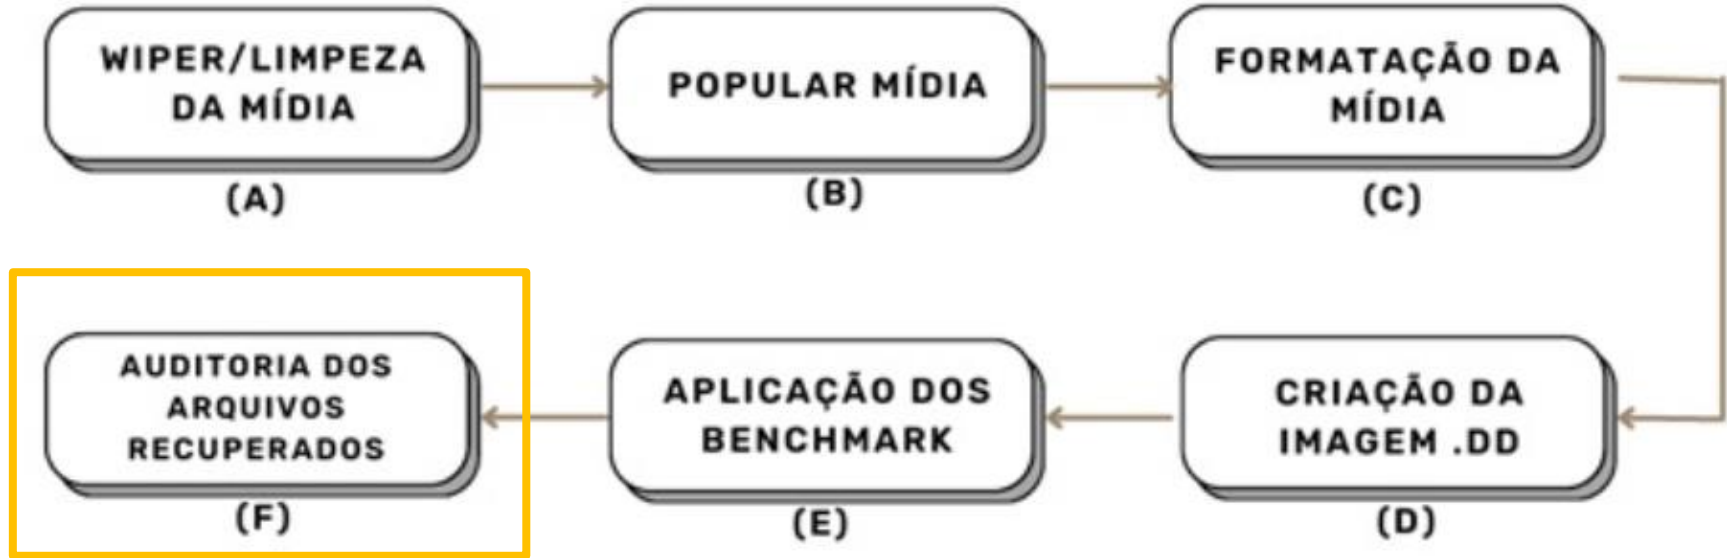 WIPER/LIMPEZA
DA MÍDIA
(A)
POPULAR MÍDIA
(B)
FORMATAÇÃO DA
MÍDIA
(C)
CRIAÇÃO DA
IMAGEM .DD
(D)
APLICAÇÃO DOS
BENCHMARK
(E)
AUDITORIA DOS
ARQUIVOS
RECUPERADOS
(F)